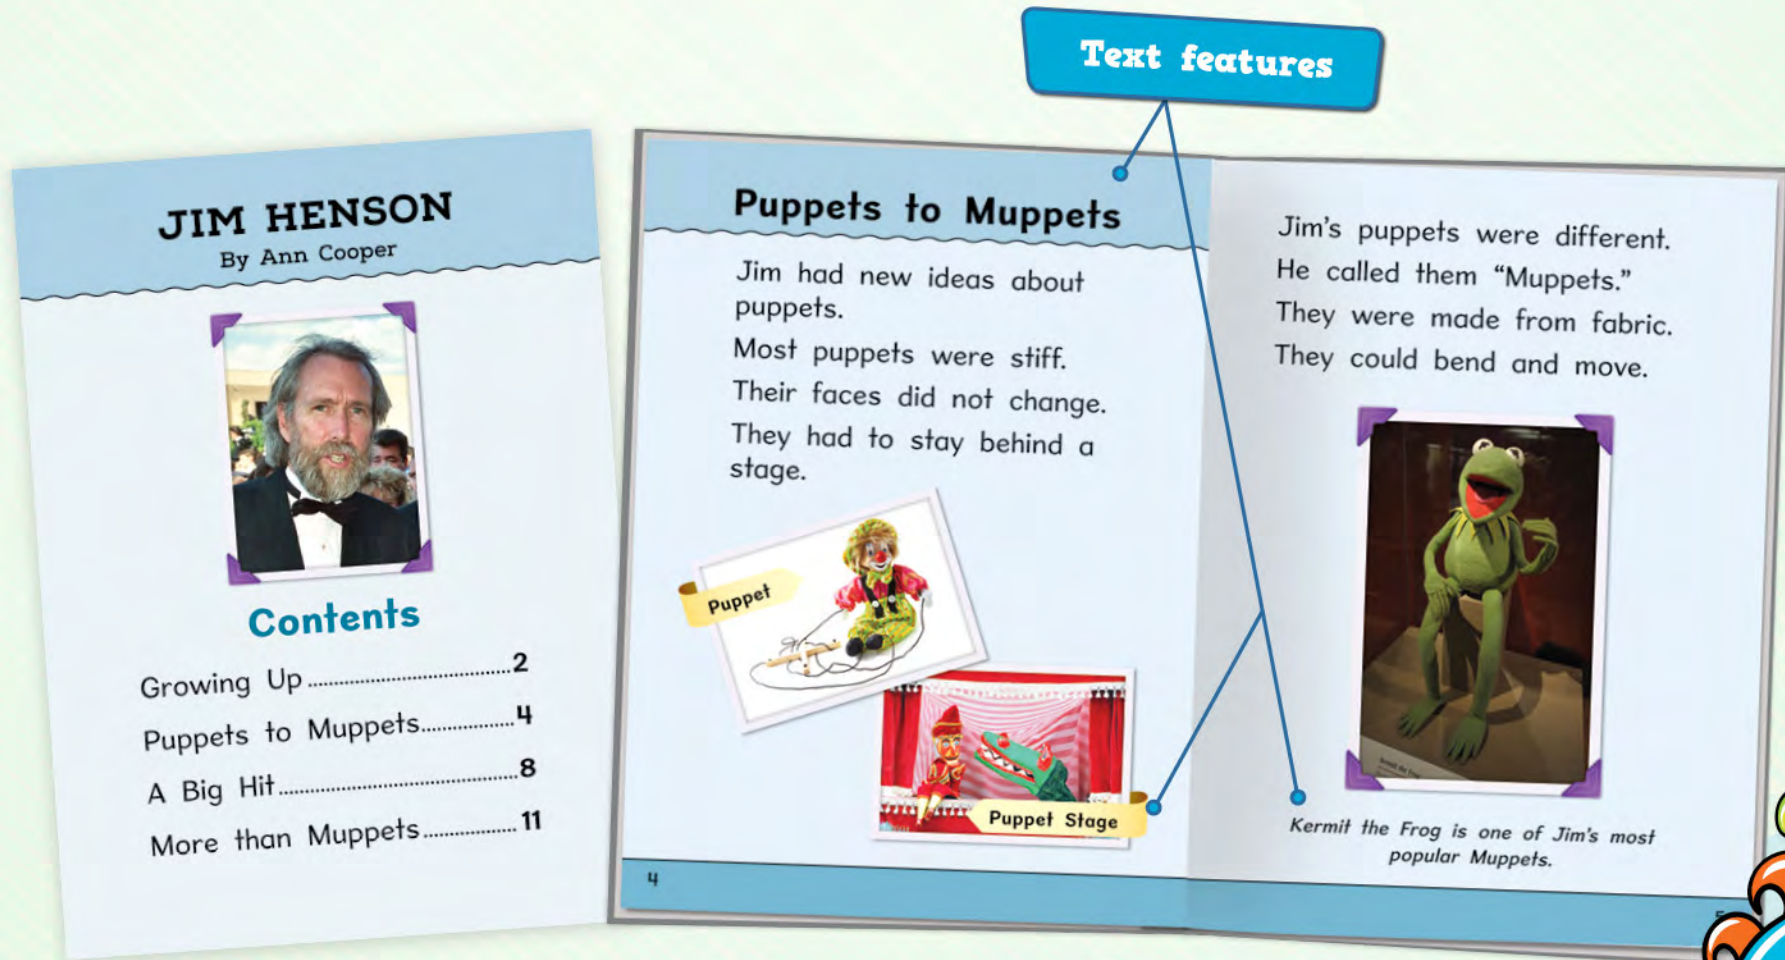 Text features
JIM HENSON
By Ann Cooper
Contents
Growing Up ......................................2
Puppets to Muppets.................4
A Big Hit ............................................8
More than Muppets ................. 11
Puppets to Muppets
Jim had new ideas about
puppets.
Most puppets were stiff.
Their faces did not change.
They had to stay behind a
stage.
Puppet
Puppet Stage
4
Jim's puppets were different.
He called them “Muppets.”
They were made from fabric.
They could bend and move.
Kermit the Frog
Kermit the Frog is one of Jim's most
popular Muppets.